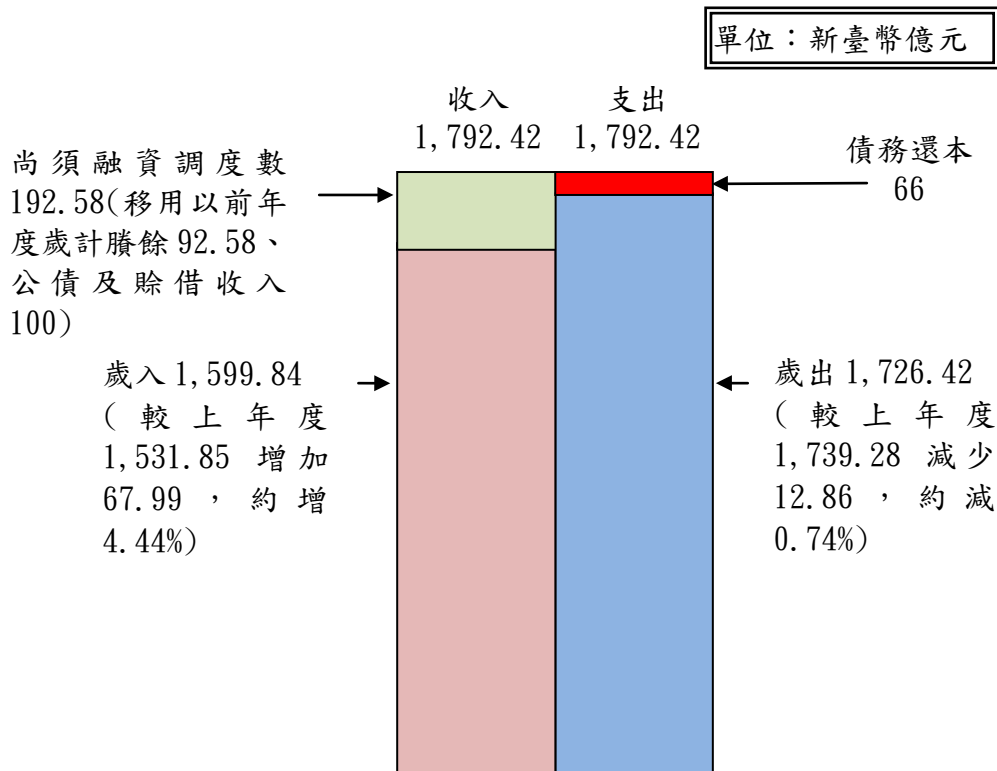 單位：新臺幣億元
收入
1,792.42
支出
1,792.42
尚須融資調度數
192.58(移用以前年
度歲計賸餘92.58、
公債及賒借收入
100)
債務還本
66
歲入1,599.84
(較上年度
1,531.85 增加
67.99，約增
4.44%)
歲出1,726.42
(較上年度
1,739.28 減少
12.86，約減
0.74%)